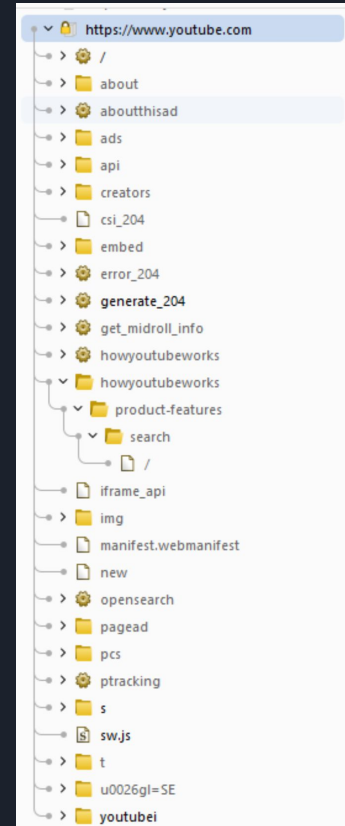 https://www.youtube.com
/
about
aboutthisad
ads
api
creators
csi_204
embed
error_204
generate_204
get_midroll_info
howyoutubeworks
howyoutubeworks
product-features
search
/
iframe_api
img
manifest.webmanifest
new
opensearch
pagead
pcs
ptracking
s
sw.js
t
u0026gl=SE
youtubei